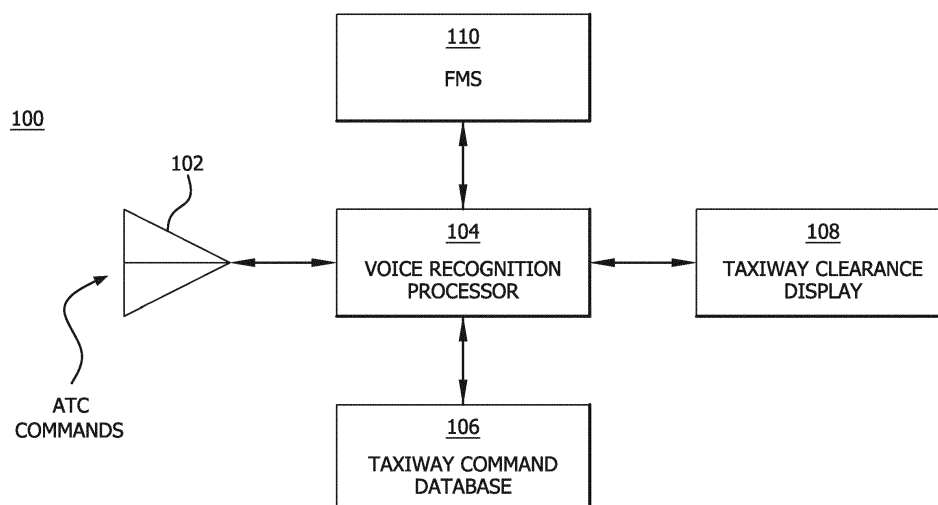 110
FMS
100
102
104
VOICE RECOGNITION
PROCESSOR
108
TAXIWAY CLEARANCE
DISPLAY
ATC
COMMANDS
106
TAXIWAY COMMAND
DATABASE